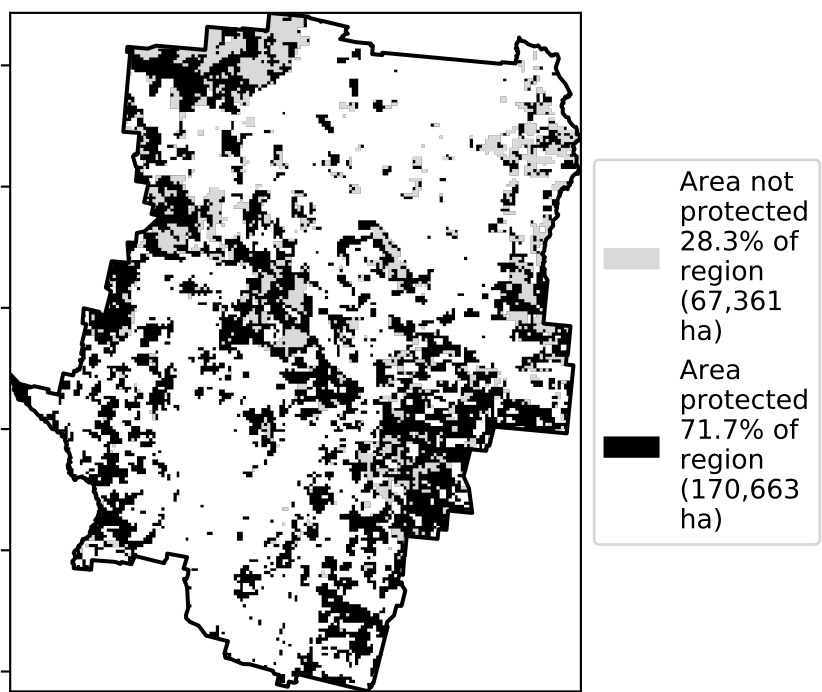 Area not
protected
28.3% of
region
(67,361
ha)
Area
protected
71.7% of
region
(170,663
ha)